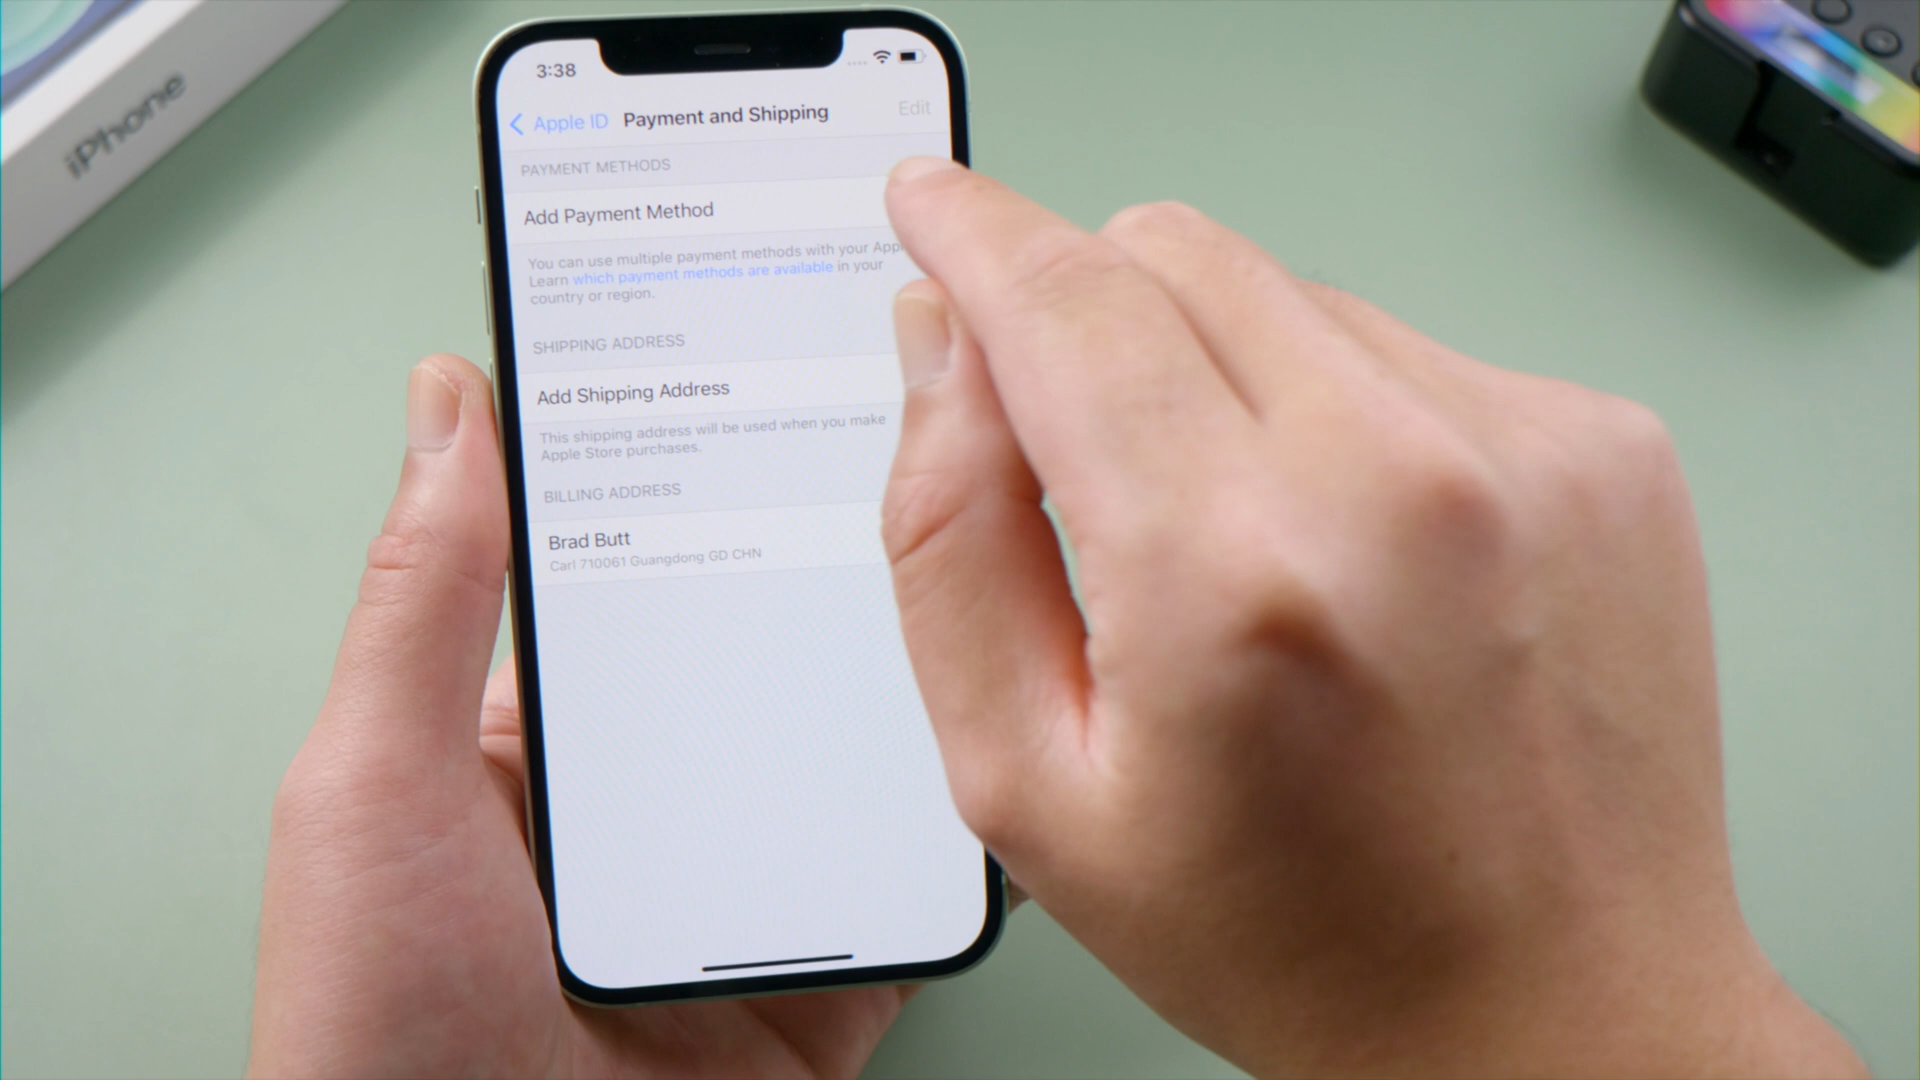 iPhone
3:38
Apple ID Payment and Shipping Edit
PAYMENT METHODS
Add Payment Method
You can use multiple payment methods with your
Learn which payment methods are available in your
country or region.
SHIPPING ADDRESS
Add Shipping Address
This shipping address will be used when you make
Apple Store purchases.
BILLING ADDRESS
Brad Butt
Carl 710061 Guangdong GD CHN